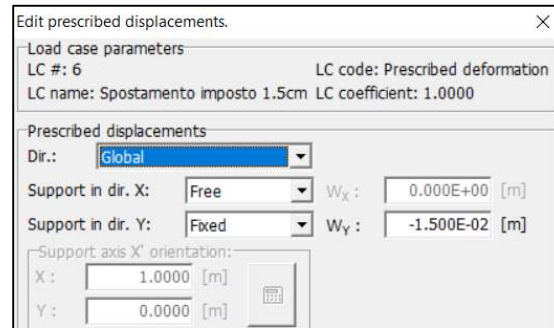 Edit prescribed displacements.
Load case parameters
LC #: 6 LC code: Prescribed deformation
LC name: Spostamento imposto 1.5cm LC coefficient: 1.0000
Prescribed displacements
Dir.: Global
Support in dir. X: Free Wx : 0.000E+00 [m]
Support in dir. Y: Fixed WY : -1.500E-02 [m]
Support axis X' orientation:
X : 1.0000 [m]
Y : 0.0000 [m]